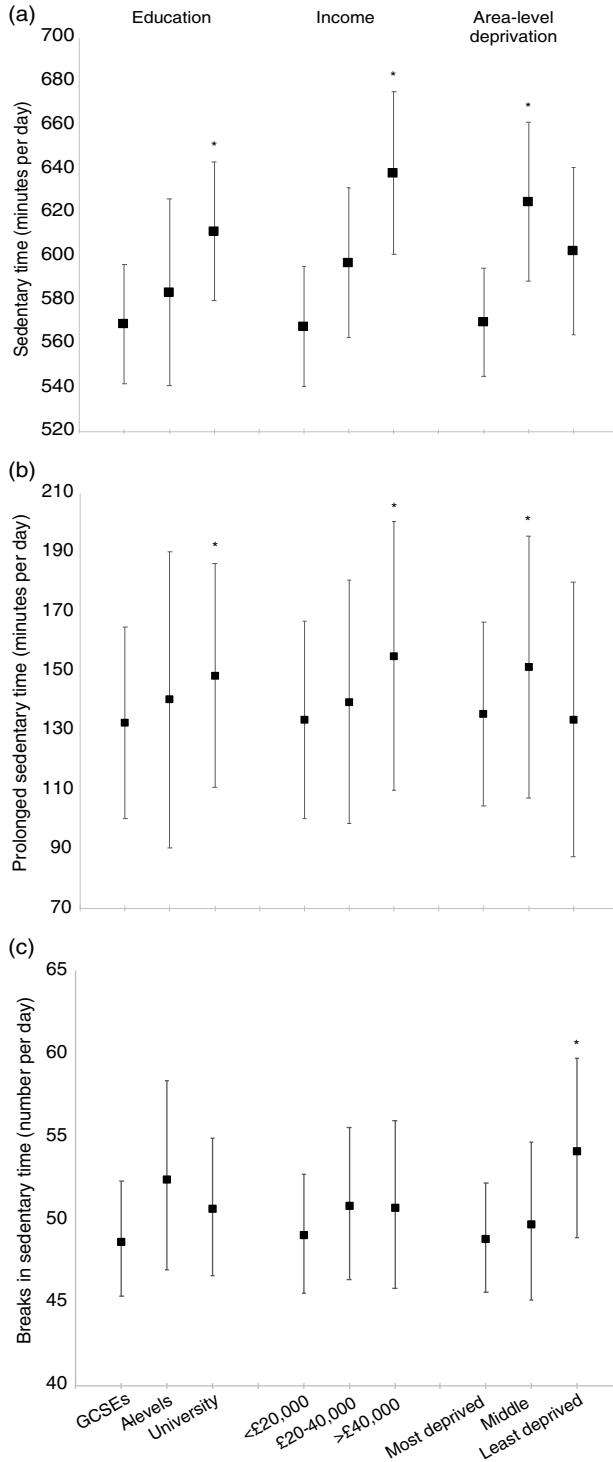 (a)
Education
Income
Area-level
deprivation
Sedentary time (minutes per day)
700
680
660
640
620
600
580
560
540
520
*
*
*
(b)
Prolonged sedentary time (minutes per day)
210
190
170
150
130
110
90
70
*
*
*
(c)
Breaks in sedentary time (number per day)
65
60
55
50
45
40
*
GCSEs
Alevels
University
<£20,000
£20-40,000
>£40,000
Most deprived
Middle
Least deprived